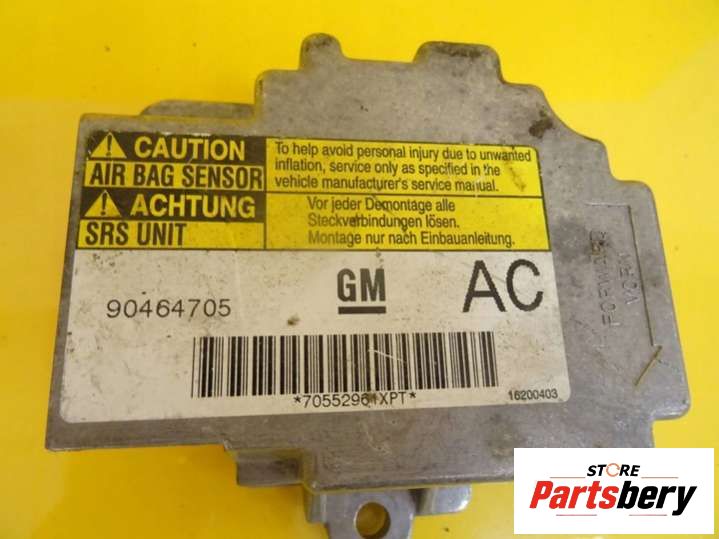 CAUTION
AIR BAG SENSOR
To help avoid personal injury due to unwanted
inflation, service only as specified in the
vehicle manufacturer's service manual.
ACHTUNG
SRS UNIT
Vor jeder Demontage alle
Steckverbindungen lösen.
Montage nur nach Einbauanleitung.
90464705
GM
AC
*70552961XPT*
16200403
FORWARD
VORN
STORE
Partsbery